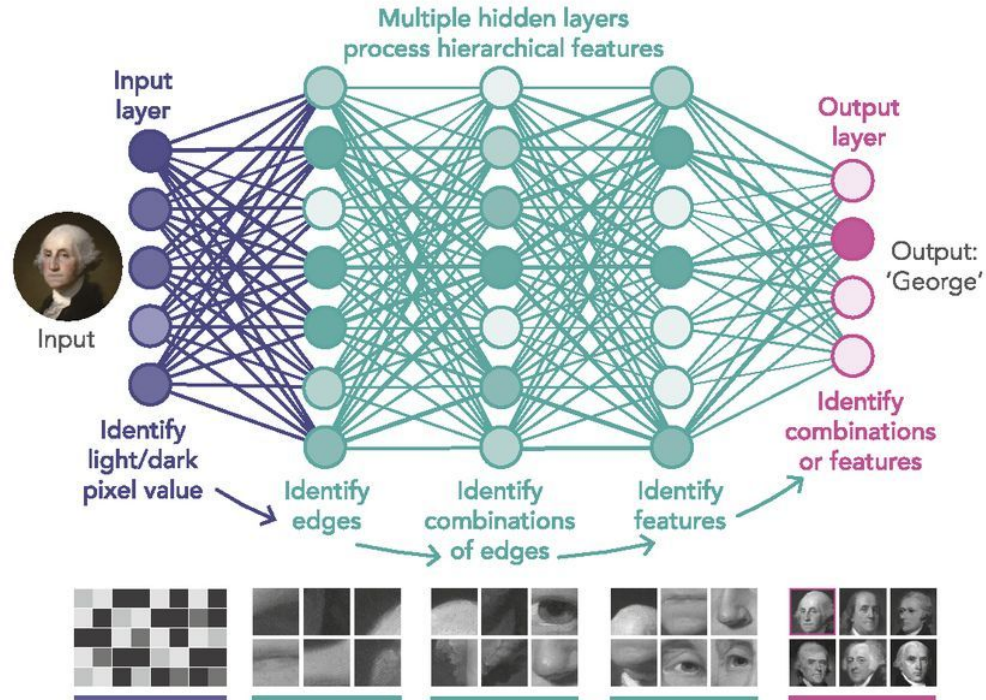 Multiple hidden layers
process hierarchical features
Input
layer
Output
layer
Input
Output:
‘George’
Identify
light/dark
pixel value
Identify
edges
Identify
combinations
of edges
Identify
features
Identify
combinations
or features